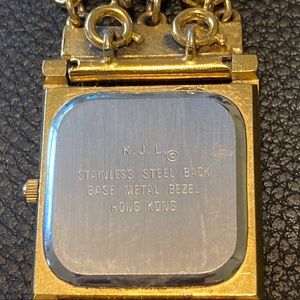 K.J.L.©
STAINLESS STEEL BACK
BASE METAL BEZEL
HONG KONG